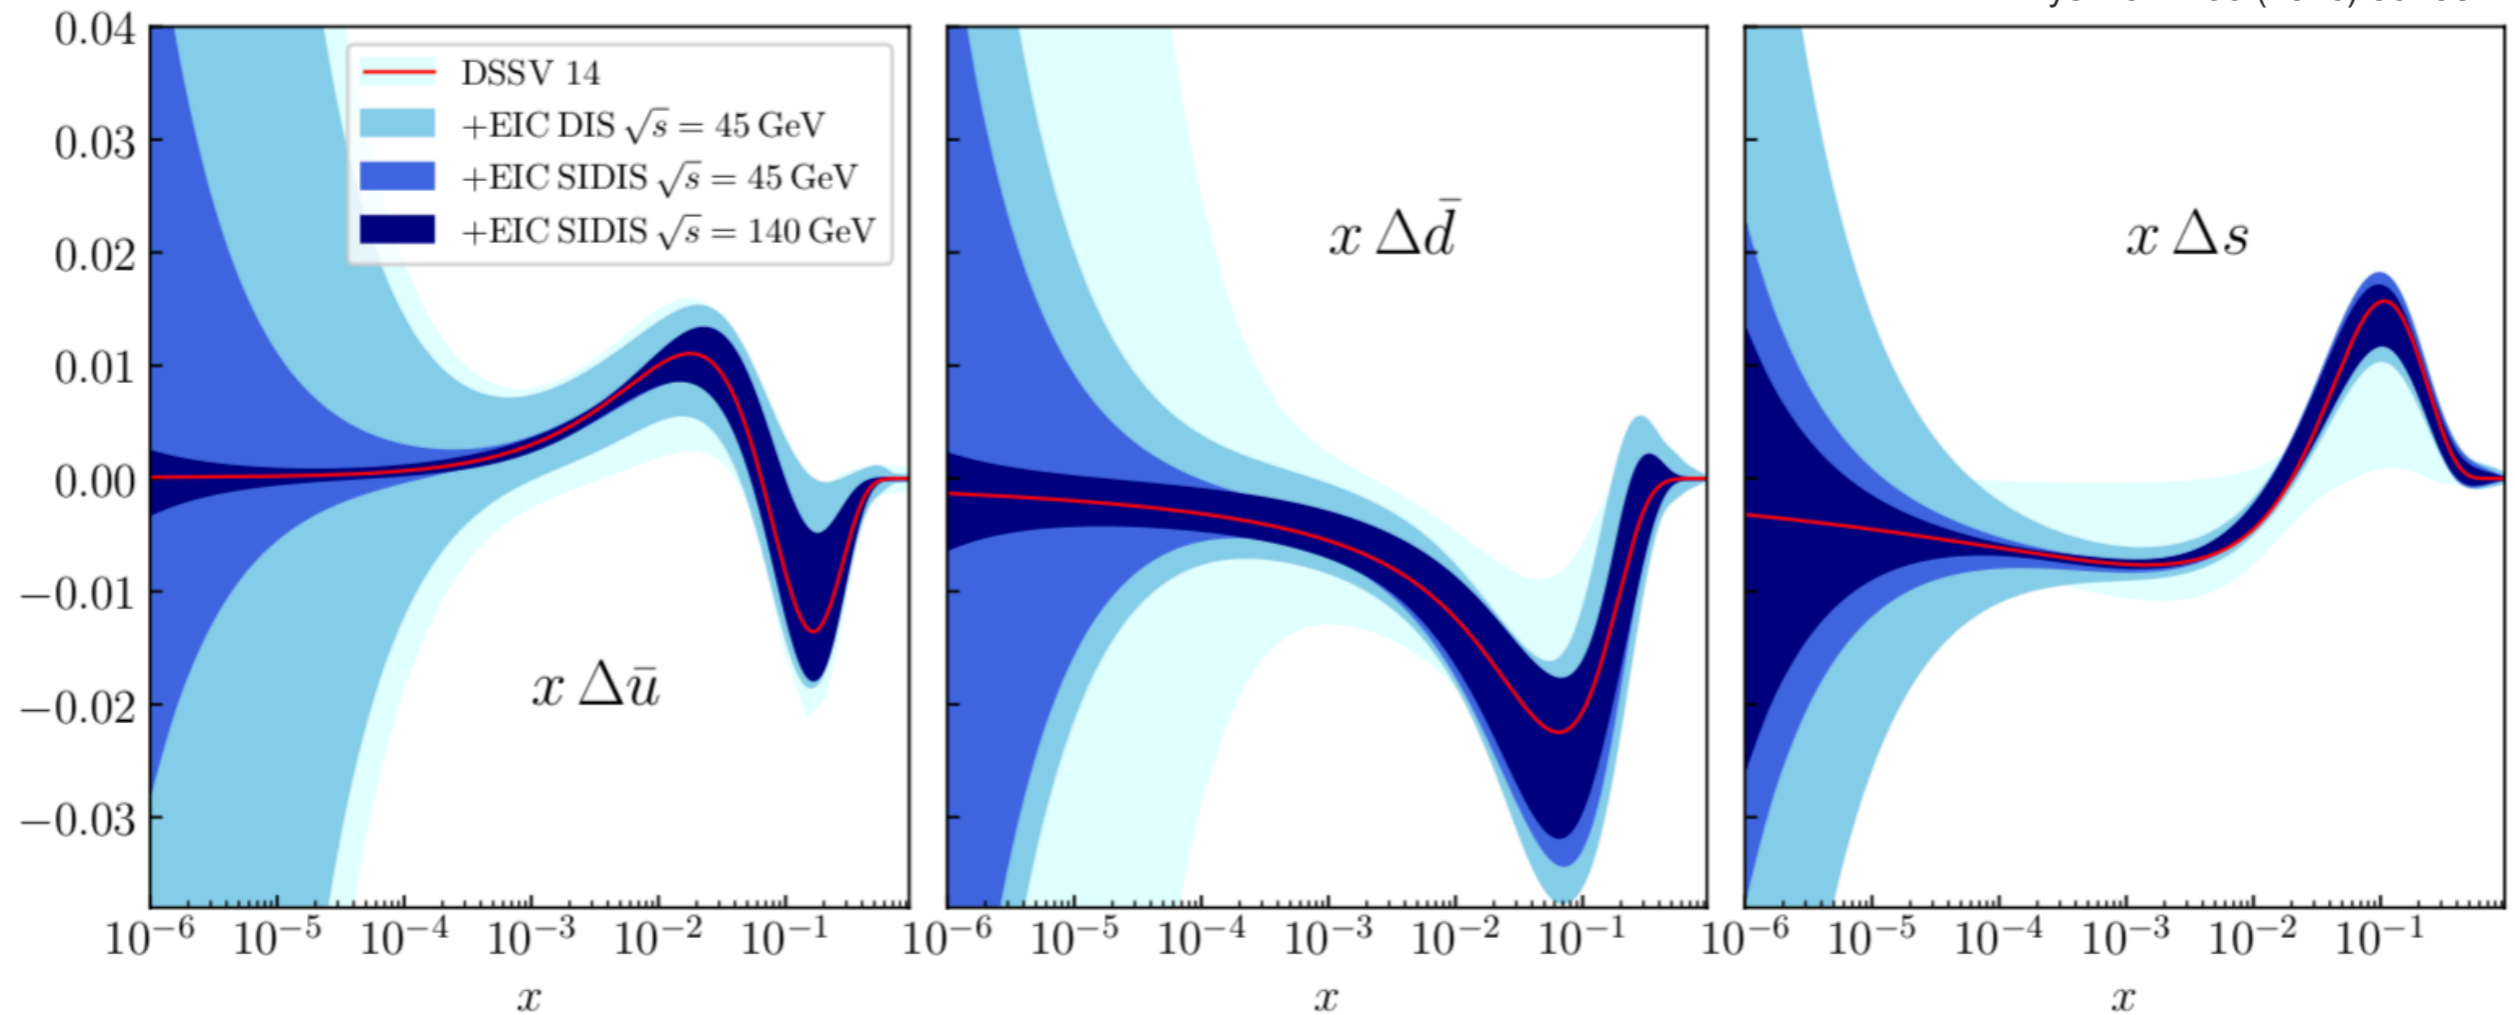 0.04
0.03
0.02
0.01
0.00
−0.01
−0.02
−0.03
DSSV 14
+EIC DIS √s = 45 GeV
+EIC SIDIS √s = 45 GeV
+EIC SIDIS √s = 140 GeV
x Δū
x Δd̄
x Δs
10⁻⁶ 10⁻⁵ 10⁻⁴ 10⁻³ 10⁻² 10⁻¹
10⁻⁶ 10⁻⁵ 10⁻⁴ 10⁻³ 10⁻² 10⁻¹
10⁻⁶ 10⁻⁵ 10⁻⁴ 10⁻³ 10⁻² 10⁻¹
x
x
x